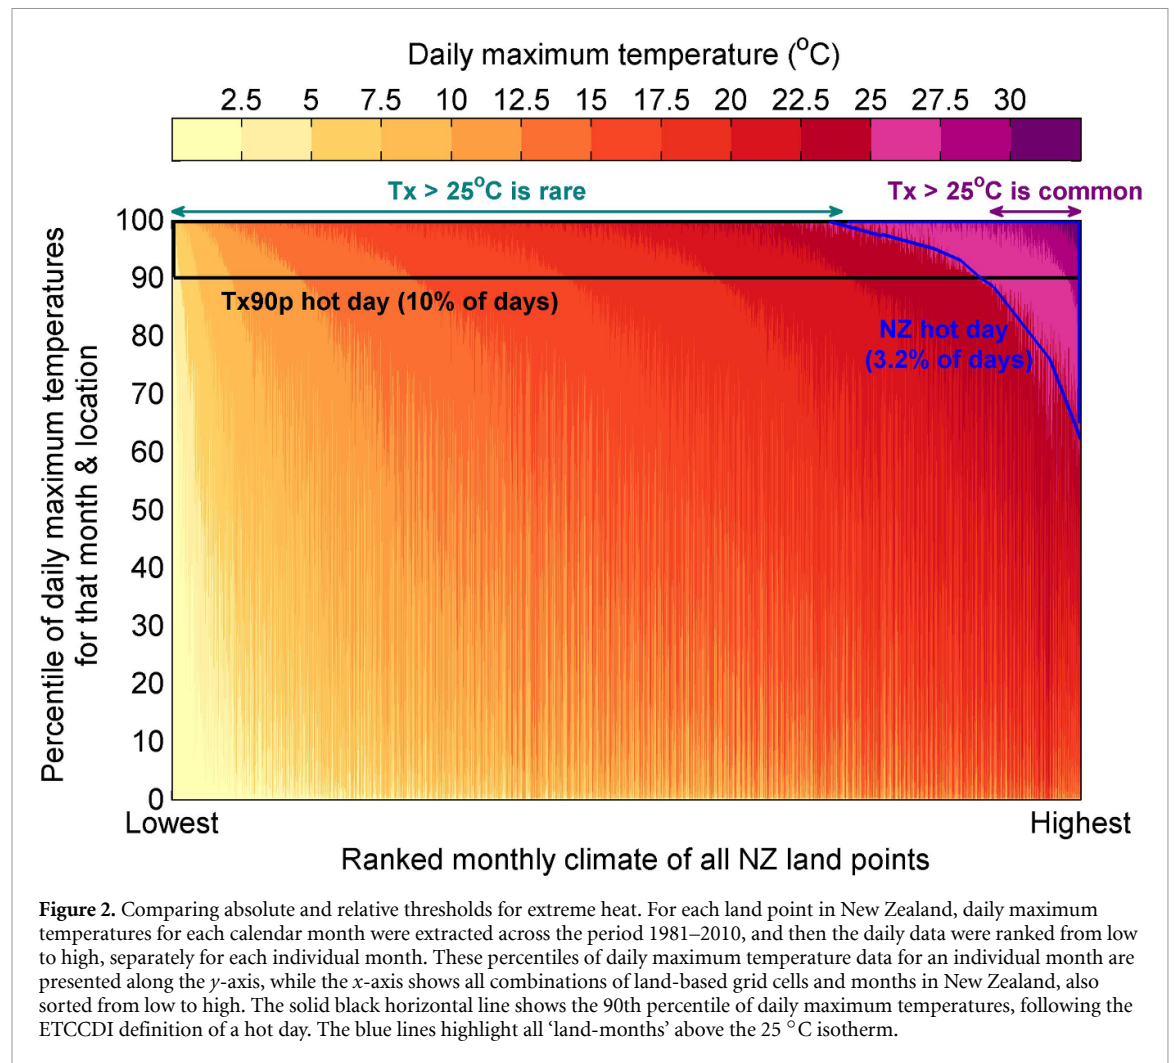 Daily maximum temperature (°C)
2.5 5 7.5 10 12.5 15 17.5 20 22.5 25 27.5 30
Tx > 25°C is rare
Tx > 25°C is common
Percentile of daily maximum temperatures
for that month & location
100
90
80
70
60
50
40
30
20
10
0
Tx90p hot day (10% of days)
NZ hot day
(3.2% of days)
Lowest
Highest
Ranked monthly climate of all NZ land points
Figure 2. Comparing absolute and relative thresholds for extreme heat. For each land point in New Zealand, daily maximum
temperatures for each calendar month were extracted across the period 1981–2010, and then the daily data were ranked from low
to high, separately for each individual month. These percentiles of daily maximum temperature data for an individual month are
presented along the y-axis, while the x-axis shows all combinations of land-based grid cells and months in New Zealand, also
sorted from low to high. The solid black horizontal line shows the 90th percentile of daily maximum temperatures, following the
ETCCDI definition of a hot day. The blue lines highlight all ‘land-months’ above the 25 °C isotherm.